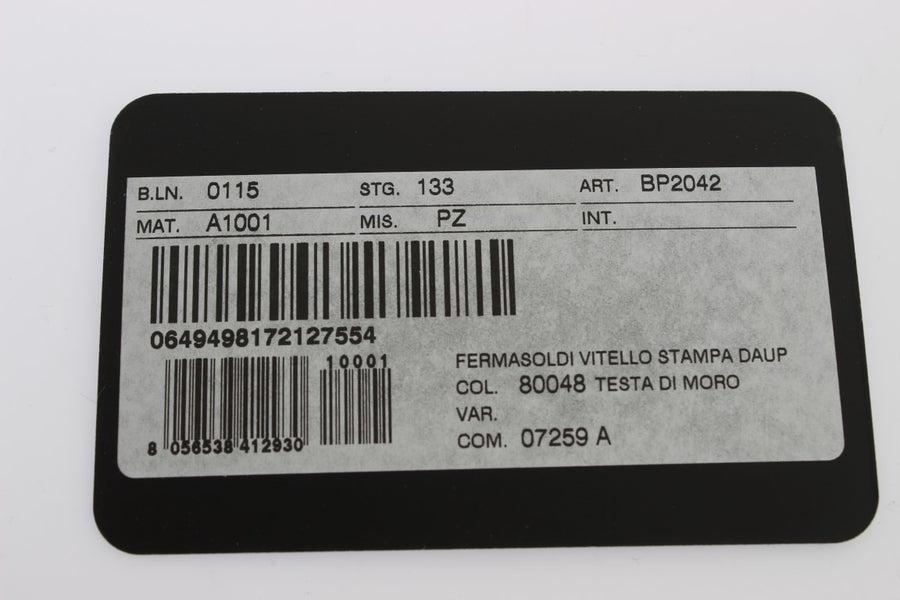 B.LN. 0115 STG. 133 ART. BP2042
MAT. A1001 MIS. PZ INT.
0649498172127554
10001
8 056538 412930
FERMASOLDI VITELLO STAMPA DAUP
COL. 80048 TESTA DI MORO
VAR.
COM. 07259 A